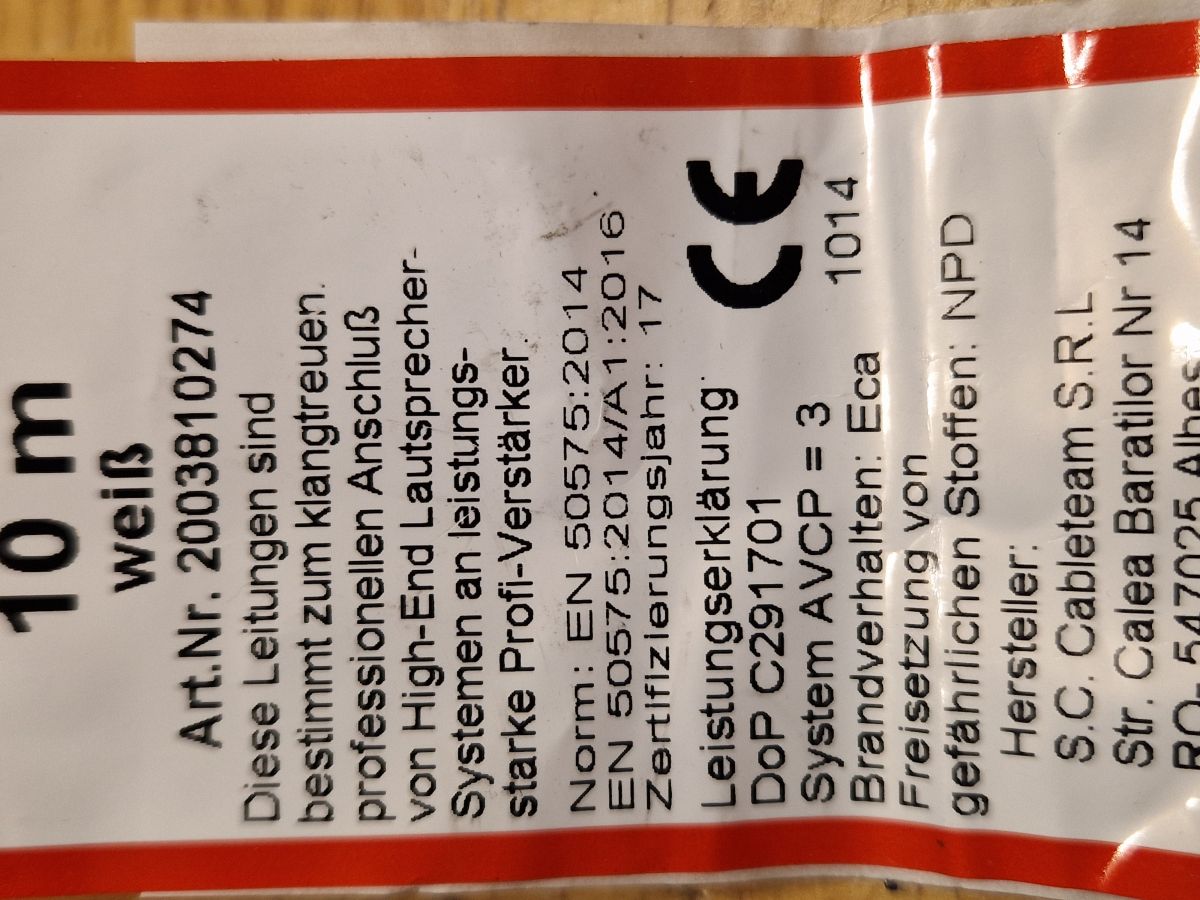 10 m
weiß
Art.Nr. 2003810274
Diese Leitungen sind
bestimmt zum klangtreuen.
professionellen Anschluß
von High-End Lautsprecher-
Systemen an leistungs-
starke Profi-Verstärker.
Norm: EN 50575:2014
EN 50575:2014/A1:2016
Zertifizierungsjahr: 17
Leistungserklärung
CE
DoP C291701
System AVCP = 3 1014
Brandverhalten: Eca
Freisetzung von
gefährlichen Stoffen: NPD
Hersteller:
S.C. Cableteam S.R.L
Str. Calea Baratilor Nr 14
RO 547025